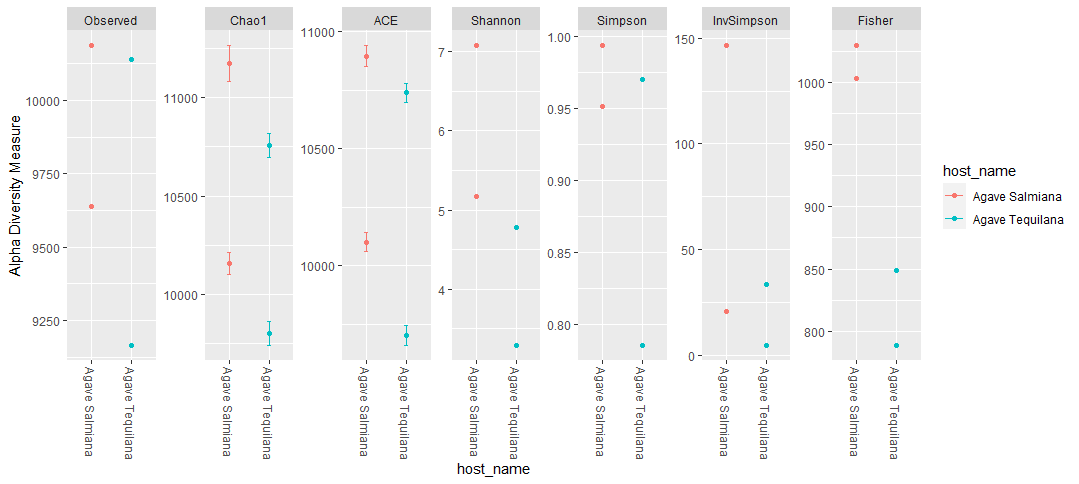 Observed
Chao1
ACE
Shannon
Simpson
InvSimpson
Fisher
Alpha Diversity Measure
10000
9750
9500
9250
11000
10500
10000
11000
10500
10000
7
6
5
4
1.00
0.95
0.90
0.85
0.80
150
100
50
0
1000
950
900
850
800
Agave Salmiana
Agave Tequilana
Agave Salmiana
Agave Tequilana
Agave Salmiana
Agave Tequilana
Agave Salmiana
Agave Tequilana
Agave Salmiana
Agave Tequilana
Agave Salmiana
Agave Tequilana
Agave Salmiana
Agave Tequilana
host_name
host_name
Agave Salmiana
Agave Tequilana